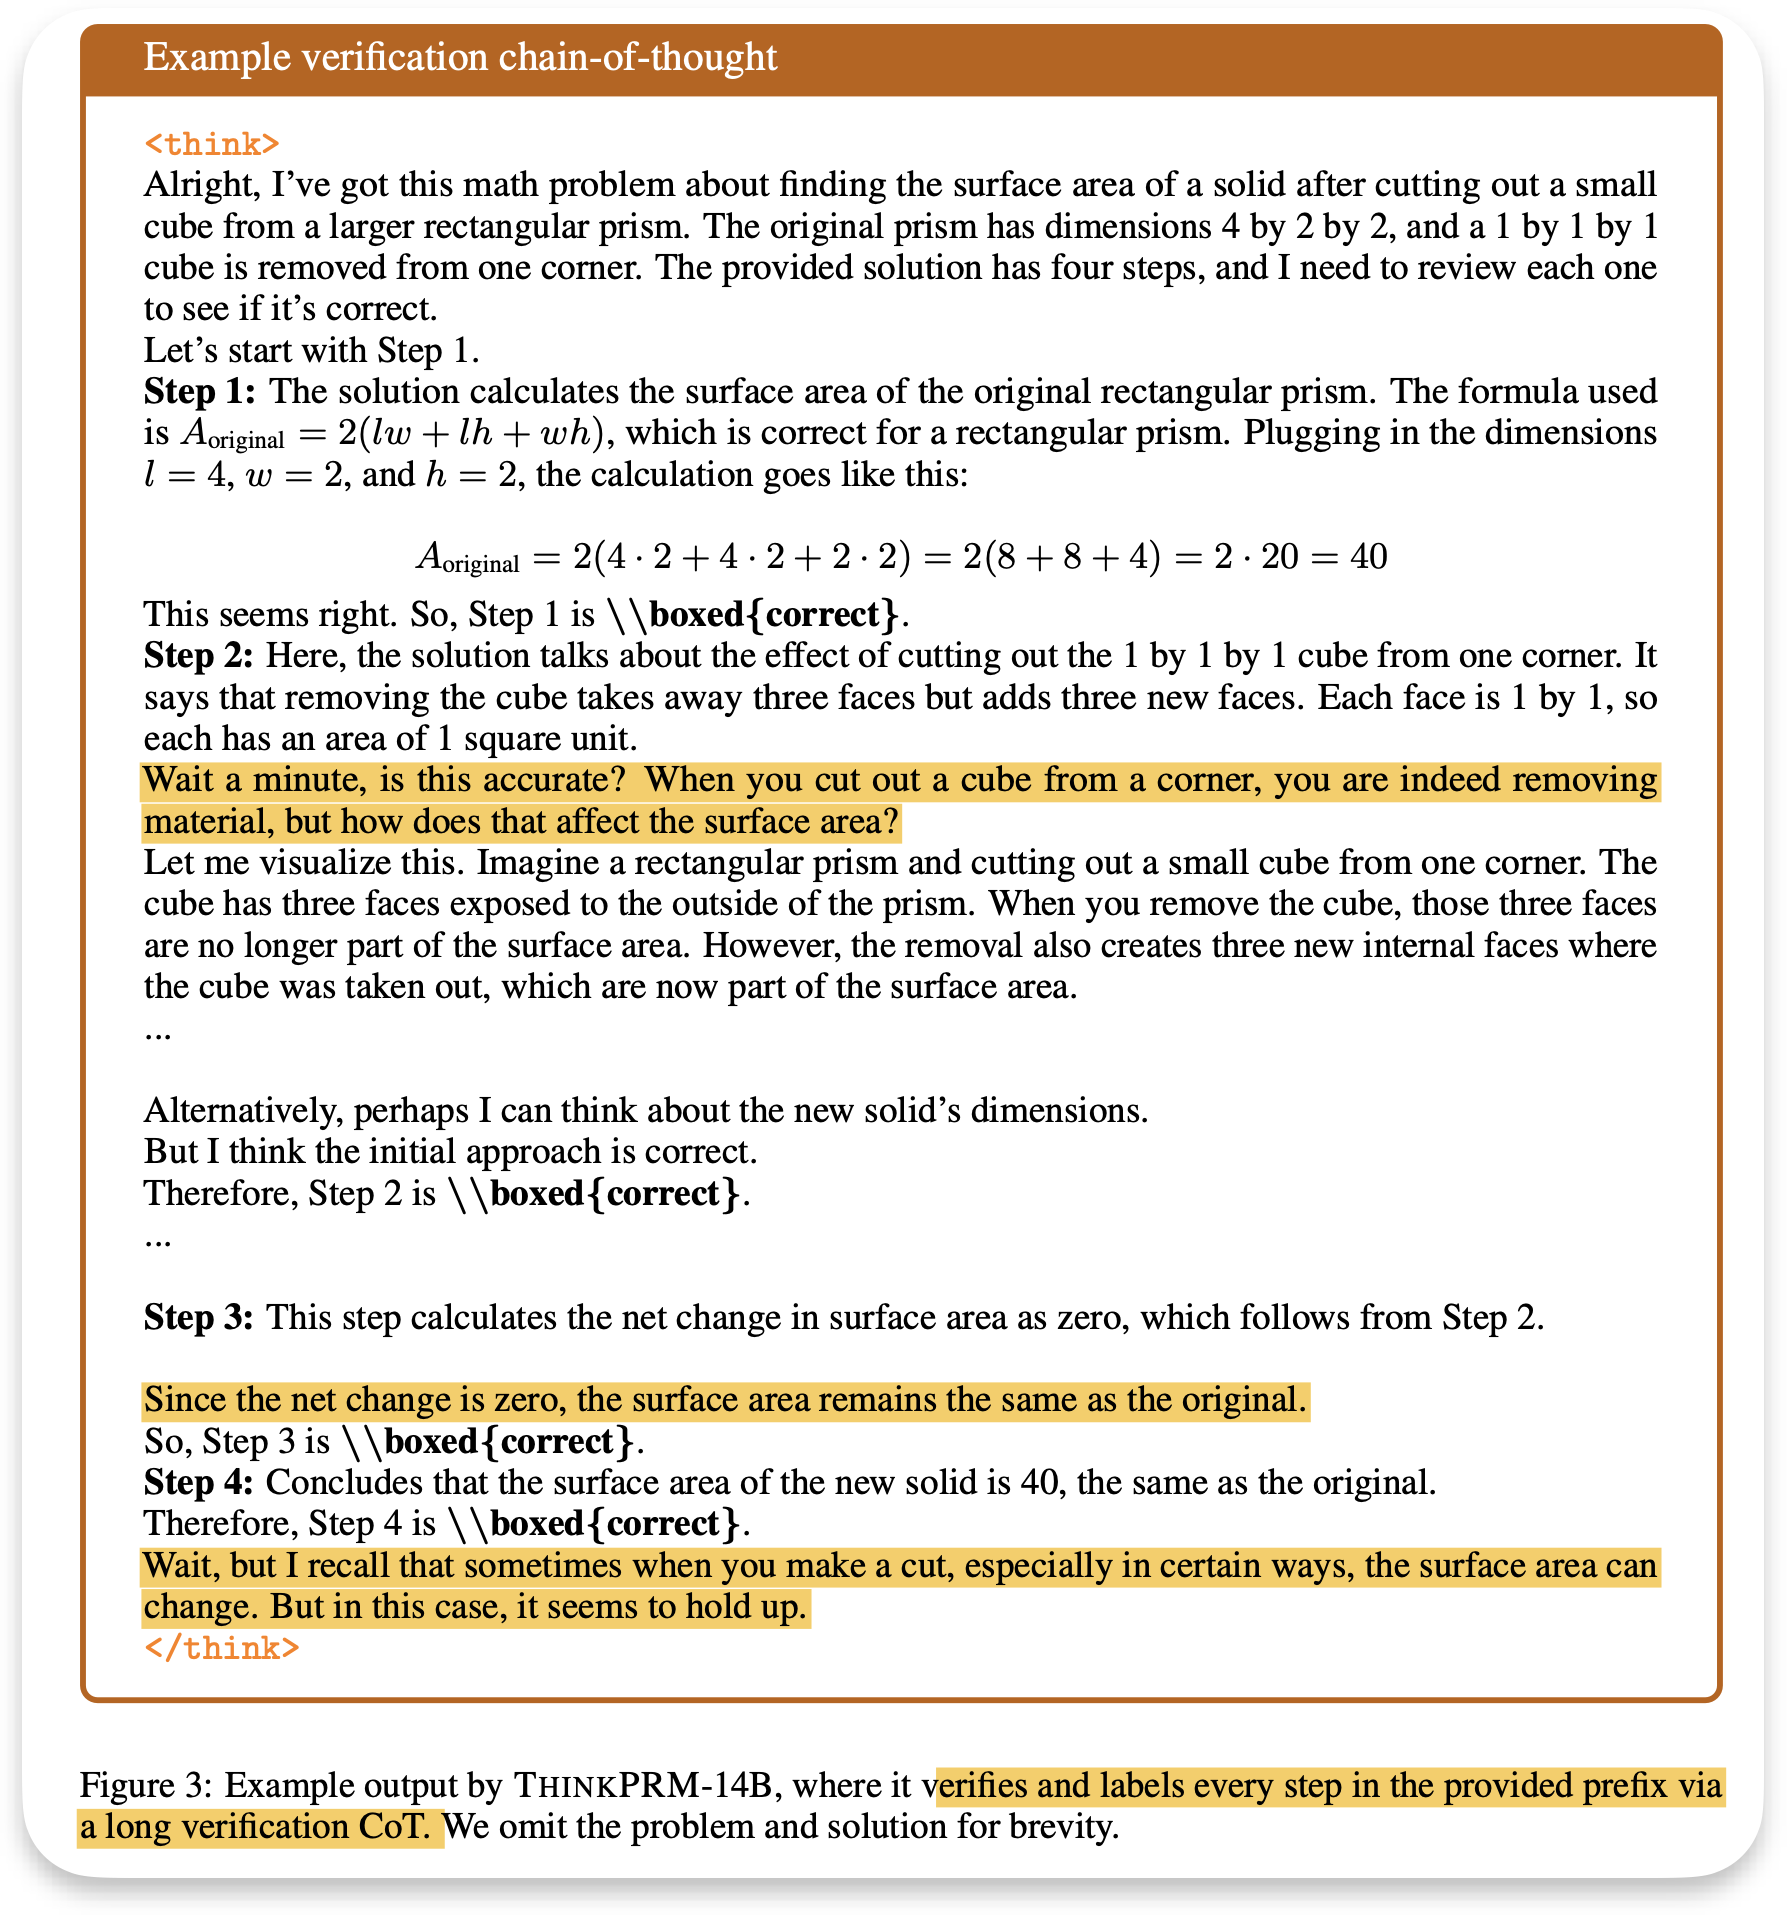 Example verification chain-of-thought
<think>
Alright, I’ve got this math problem about finding the surface area of a solid after cutting out a small
cube from a larger rectangular prism. The original prism has dimensions 4 by 2 by 2, and a 1 by 1 by 1
cube is removed from one corner. The provided solution has four steps, and I need to review each one
to see if it’s correct.
Let’s start with Step 1.
Step 1: The solution calculates the surface area of the original rectangular prism. The formula used
is A_original = 2(lw + lh + wh), which is correct for a rectangular prism. Plugging in the dimensions
l = 4, w = 2, and h = 2, the calculation goes like this:
A_original = 2(4 · 2 + 4 · 2 + 2 · 2) = 2(8 + 8 + 4) = 2 · 20 = 40
This seems right. So, Step 1 is \\boxed{correct}.
Step 2: Here, the solution talks about the effect of cutting out the 1 by 1 by 1 cube from one corner. It
says that removing the cube takes away three faces but adds three new faces. Each face is 1 by 1, so
each has an area of 1 square unit.
Wait a minute, is this accurate? When you cut out a cube from a corner, you are indeed removing
material, but how does that affect the surface area?
Let me visualize this. Imagine a rectangular prism and cutting out a small cube from one corner. The
cube has three faces exposed to the outside of the prism. When you remove the cube, those three faces
are no longer part of the surface area. However, the removal also creates three new internal faces where
the cube was taken out, which are now part of the surface area.
...
Alternatively, perhaps I can think about the new solid’s dimensions.
But I think the initial approach is correct.
Therefore, Step 2 is \\boxed{correct}.
...
Step 3: This step calculates the net change in surface area as zero, which follows from Step 2.
Since the net change is zero, the surface area remains the same as the original.
So, Step 3 is \\boxed{correct}.
Step 4: Concludes that the surface area of the new solid is 40, the same as the original.
Therefore, Step 4 is \\boxed{correct}.
Wait, but I recall that sometimes when you make a cut, especially in certain ways, the surface area can
change. But in this case, it seems to hold up.
</think>
Figure 3: Example output by THINKPRM-14B, where it verifies and labels every step in the provided prefix via
a long verification CoT. We omit the problem and solution for brevity.